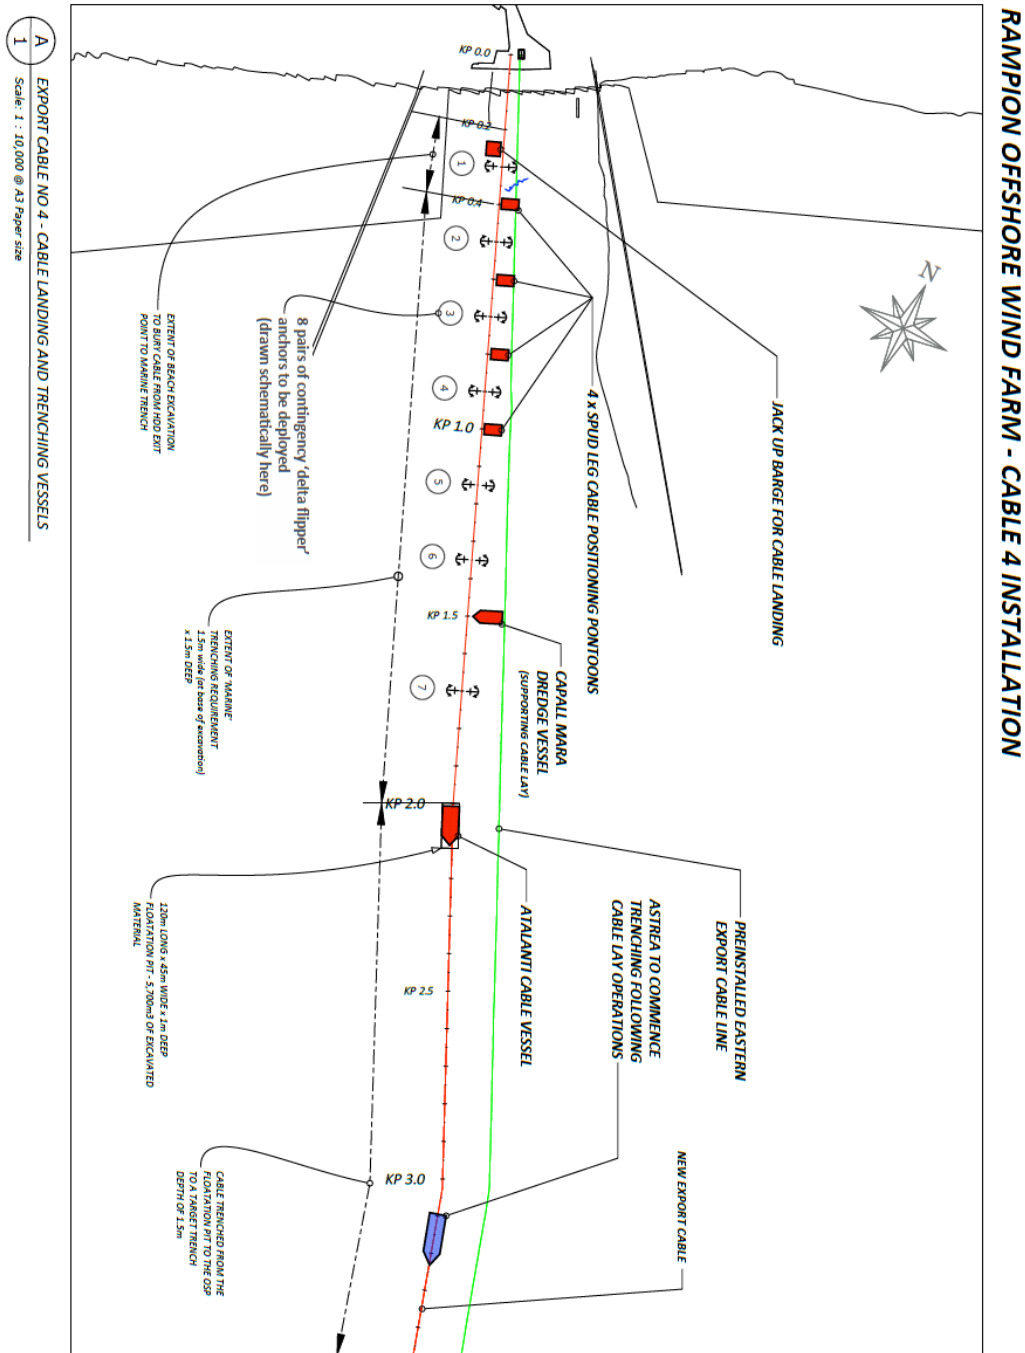 RAMPION OFFSHORE WIND FARM - CABLE 4 INSTALLATION
N
JACK UP BARGE FOR CABLE LANDING
4 x SPUD LEG CABLE POSITIONING PONTOONS
CAPALL MARA
DREDGE VESSEL
(SUPPORTING CABLE LAY)
PREINSTALLED EASTERN
EXPORT CABLE LINE
ASTREA TO COMMENCE
TRENCHING FOLLOWING
CABLE LAY OPERATIONS
ATALANTI CABLE VESSEL
NEW EXPORT CABLE
KP 0.0
KP 0.2
KP 0.4
KP 1.0
KP 1.5
KP 2.0
KP 2.5
KP 3.0
1
2
3
4
5
6
7
8 pairs of contingency 'delta flipper'
anchors to be deployed
(drawn schematically here)
EXTENT OF BEACH EXCAVATION
TO BURY CABLE FROM HDD EXIT
POINT TO MARINE TRENCH
EXTENT OF 'MARINE'
TRENCHING REQUIREMENT
1.5m wide (at base of excavation)
x 1.5m DEEP
120m LONG x 45m WIDE x 1m DEEP
FLOATATION PIT - 5,700m3 OF EXCAVATED
MATERIAL
CABLE TRENCHED FROM THE
FLOATATION PIT TO THE OSP
TO A TARGET TRENCH
DEPTH OF 1.5m
A
1
EXPORT CABLE NO 4 - CABLE LANDING AND TRENCHING VESSELS
Scale: 1 : 10,000 @ A3 Paper size